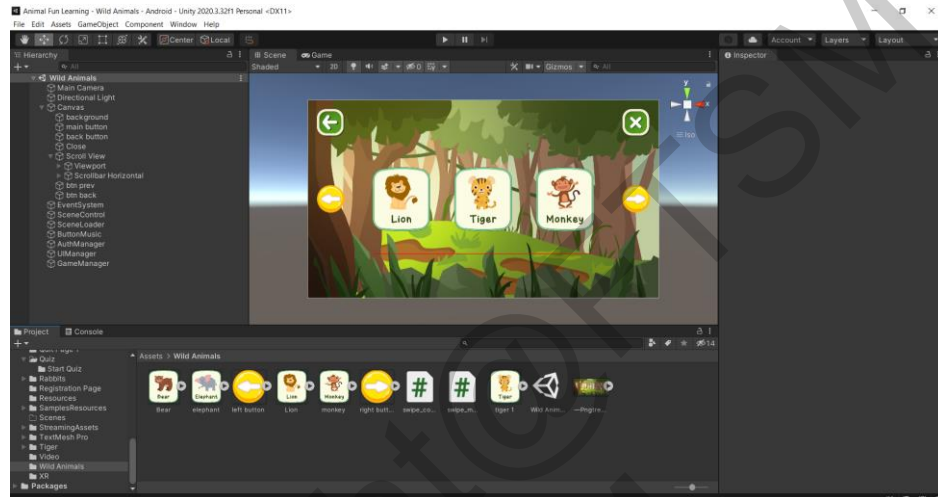 Animal Fun Learning - Wild Animals - Android - Unity 2020.3.32f1 Personal <DX11>
File Edit Assets GameObject Component Window Help
Center Local
Account Layers Layout
Hierarchy
Scene Game
Inspector
All
Shaded 2D 0 Gizmos All
Wild Animals
Main Camera
Directional Light
Canvas
background
main button
back button
Close
Scroll View
Viewport
Scrollbar Horizontal
btn prev
btn back
EventSystem
SceneControl
SceneLoader
ButtonMusic
AuthManager
UIManager
GameManager
y
x
Iso
Lion Tiger Monkey
Project Console
14
Quiz
Start Quiz
Rabbits
Registration Page
Resources
SamplesResources
Scenes
StreamingAssets
TextMesh Pro
Tiger
Video
Wild Animals
XR
Packages
Assets > Wild Animals
Bear Elephant Lion Monkey # # Tiger
Bear elephant left button Lion monkey right butt... swipe_co... swipe_m... tiger 1 Wild Anim... —Pngtree...